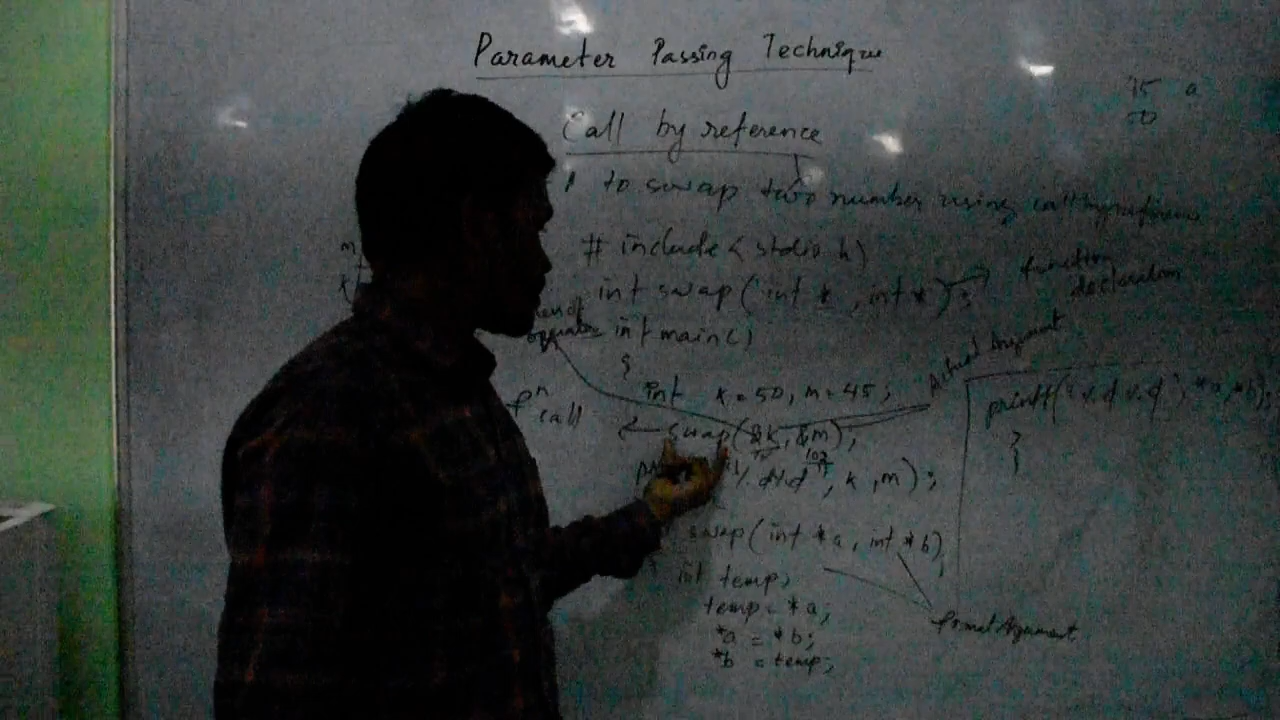 Parameter Passing Technique
Call by reference
to swap two number using call by reference
# include < stdio h)
int swap ( int * , int * ) ;
function
declaration
int main ( )
{
int k = 50, m = 45 ;
Actual Argument
fn
call
swap (&k, &m);
%d%d", k ,m ) ;
swap ( int *a, int *b)
int temp;
temp = *a;
*a = *b;
*b = temp;
Formal Argument
printf("%d %d", *a, *b);
}
m
k
a